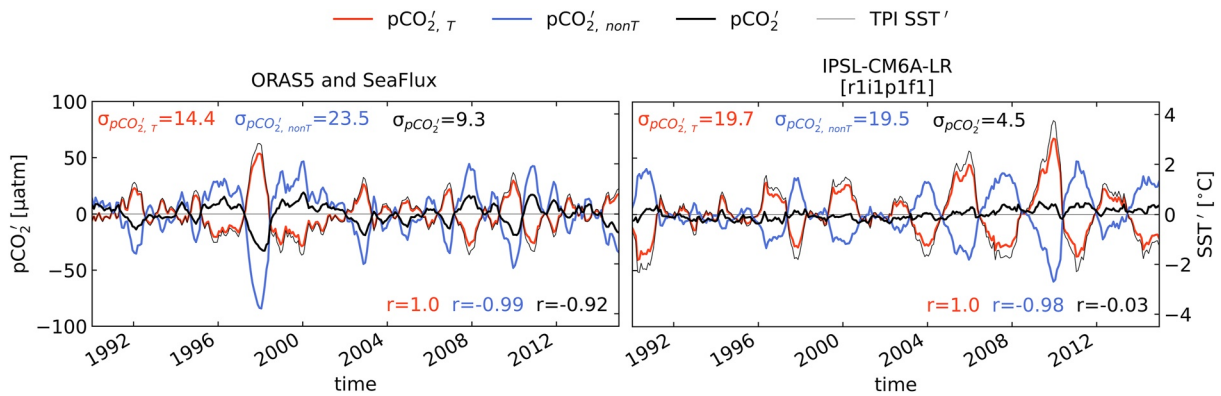 pCO₂,′ T pCO₂,′ nonT pCO₂′ TPI SST′
ORAS5 and SeaFlux
IPSL-CM6A-LR
[r1i1p1f1]
σpCO₂,′ T=14.4 σpCO₂,′ nonT=23.5 σpCO₂′=9.3
σpCO₂,′ T=19.7 σpCO₂,′ nonT=19.5 σpCO₂′=4.5
100
50
0
−50
−100
pCO₂′ [µatm]
r=1.0 r=-0.99 r=-0.92
r=1.0 r=-0.98 r=-0.03
4
2
0
−2
−4
SST′ [°C]
1992 1996 2000 2004 2008 2012
1992 1996 2000 2004 2008 2012
time
time